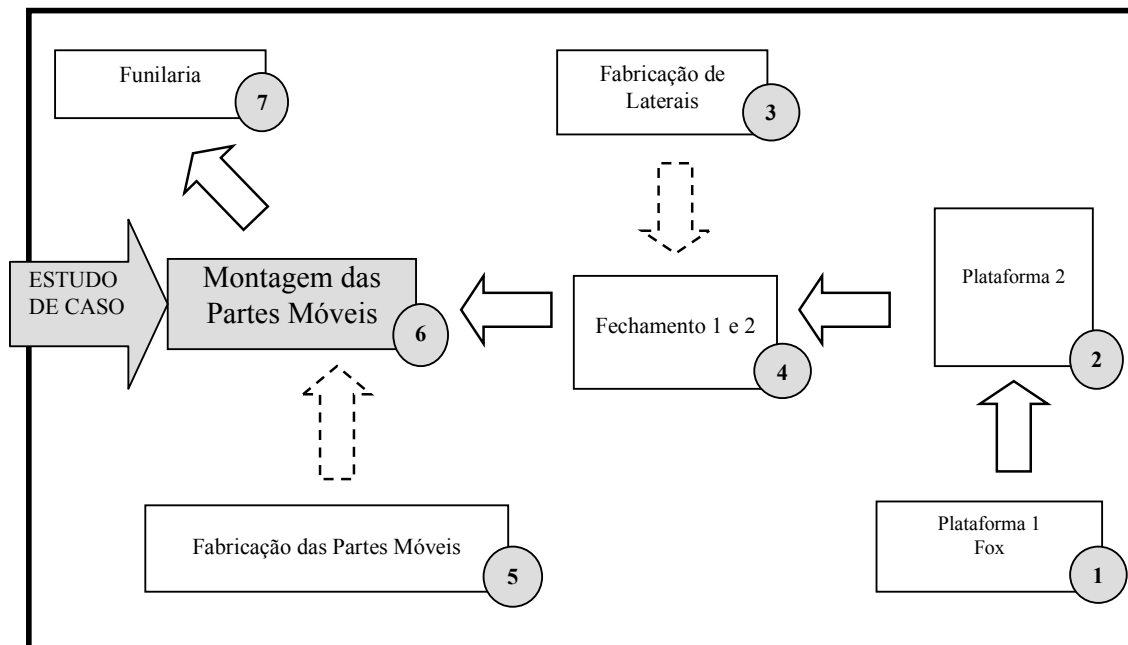 Funilaria
7
Fabricação de
Laterais
3
ESTUDO
DE CASO
Montagem das
Partes Móveis
6
Fechamento 1 e 2
4
Plataforma 2
2
Fabricação das Partes Móveis
5
Plataforma 1
Fox
1